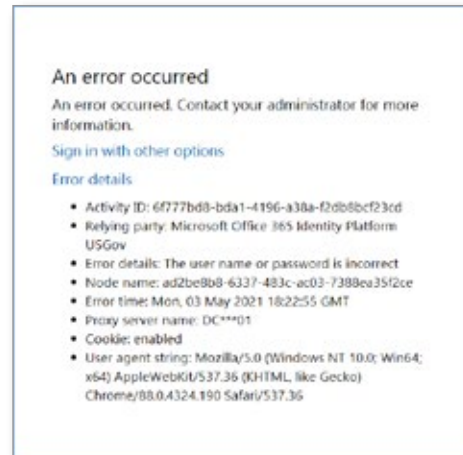 An error occurred
An error occurred. Contact your administrator for more
information.
Sign in with other options
Error details
• Activity ID: 6f777bd8-bda1-4196-a38a-f2db8bcf23cd
• Relying party: Microsoft Office 365 Identity Platform
USGov
• Error details: The user name or password is incorrect
• Node name: ad2be8b8-6337-483c-ac03-7388ea35f2ce
• Error time: Mon, 03 May 2021 18:22:55 GMT
• Proxy server name: DC***01
• Cookie: enabled
• User agent string: Mozilla/5.0 (Windows NT 10.0; Win64;
x64) AppleWebKit/537.36 (KHTML, like Gecko)
Chrome/88.0.4324.190 Safari/537.36